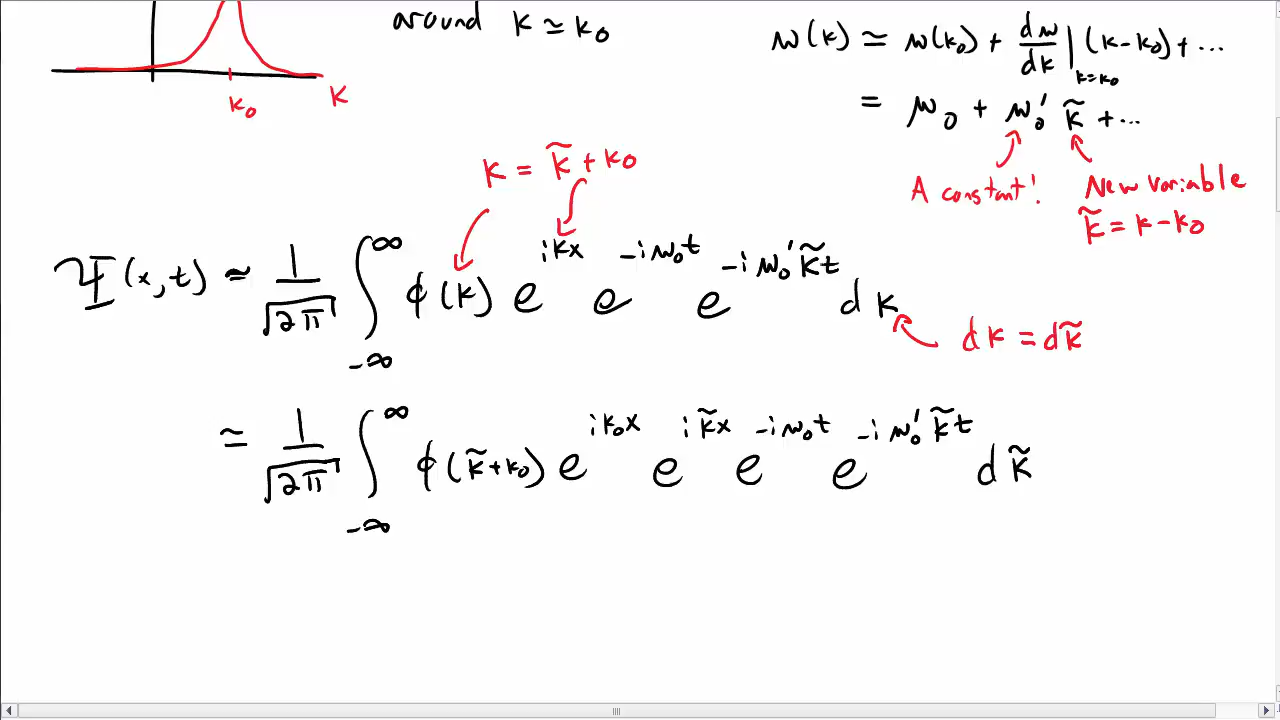 around k ≃ k₀
k₀ k
ω(k) ≃ ω(k₀) + dω/dk |ₖ₌ₖ₀ (k-k₀) + ...
= ω₀ + ω₀′ k̃ + ...
A constant!
New variable
k̃ = k-k₀
k = k̃ + k₀
Ψ(x,t) ≃ 1/√2π ∫_{-∞}^{∞} ϕ(k) e^{ikx} e^{-iω₀t} e^{-iω₀′k̃t} dk
dk = dk̃
≃ 1/√2π ∫_{-∞}^{∞} ϕ(k̃+k₀) e^{ik₀x} e^{ik̃x} e^{-iω₀t} e^{-iω₀′k̃t} dk̃